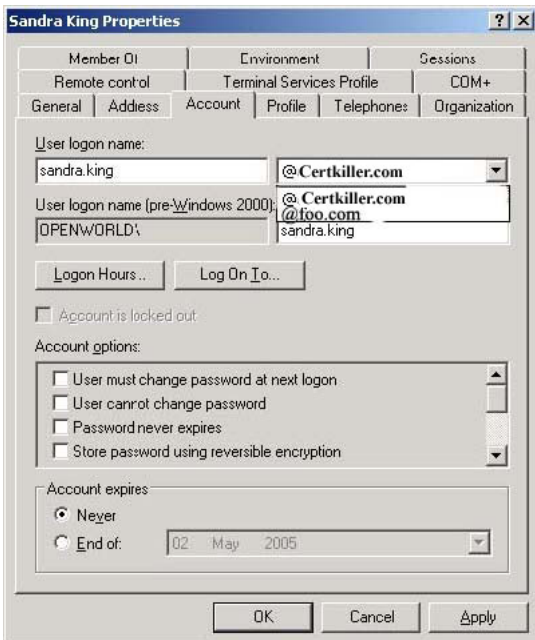 Sandra King Properties
Member Of Environment Sessions
Remote control Terminal Services Profile COM+
General Address Account Profile Telephones Organization
User logon name:
sandra.king @Certkiller.com
@Certkiller.com
User logon name (pre-Windows 2000): @foo.com
OPENWORLD\ sandra.king
Logon Hours... Log On To...
Account is locked out
Account options:
User must change password at next logon
User cannot change password
Password never expires
Store password using reversible encryption
Account expires
Never
End of: 02 May 2005
OK Cancel Apply